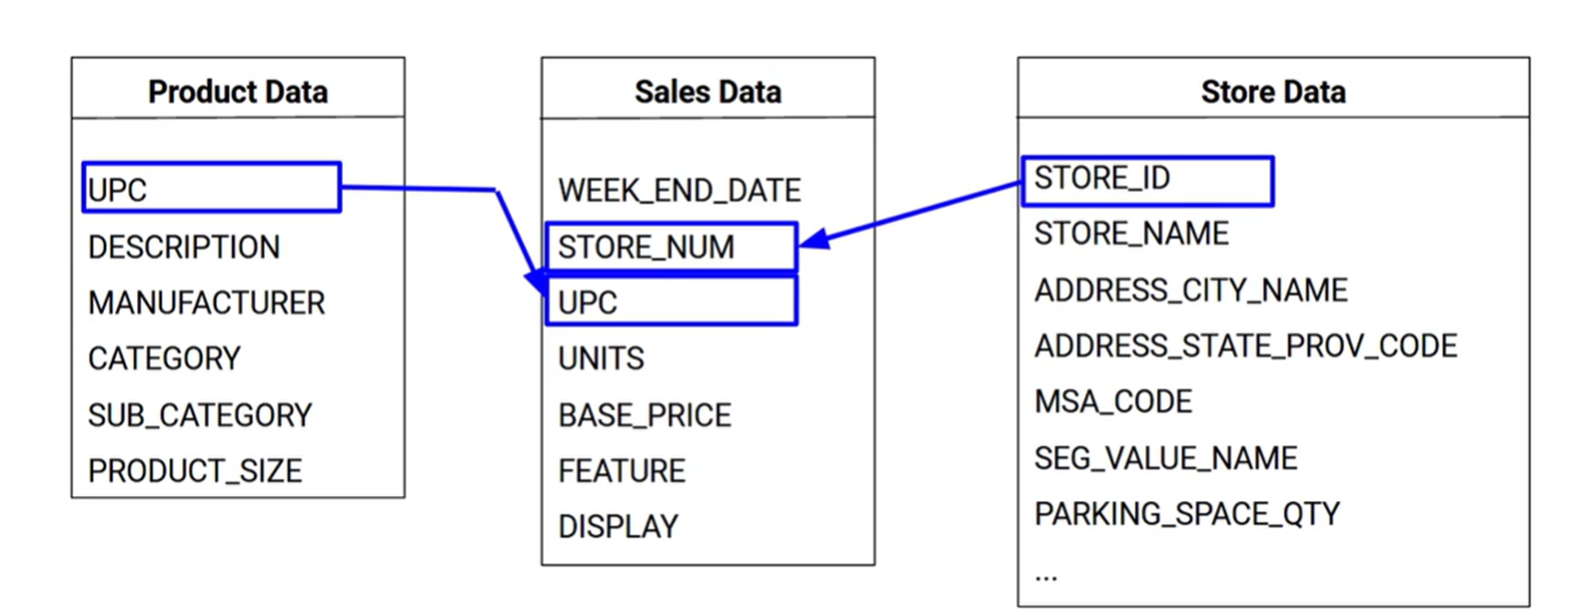 Product Data
UPC
DESCRIPTION
MANUFACTURER
CATEGORY
SUB_CATEGORY
PRODUCT_SIZE
Sales Data
WEEK_END_DATE
STORE_NUM
UPC
UNITS
BASE_PRICE
FEATURE
DISPLAY
Store Data
STORE_ID
STORE_NAME
ADDRESS_CITY_NAME
ADDRESS_STATE_PROV_CODE
MSA_CODE
SEG_VALUE_NAME
PARKING_SPACE_QTY
...